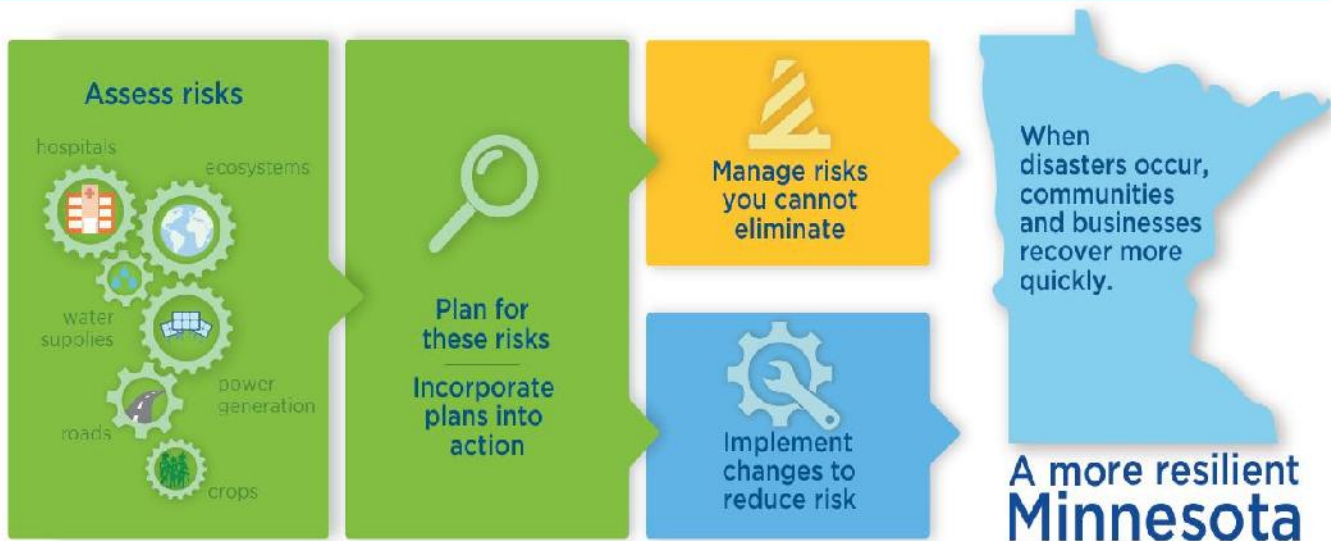 Assess risks
hospitals
ecosystems
water
supplies
power
generation
roads
crops
Plan for
these risks
Incorporate
plans into
action
Manage risks
you cannot
eliminate
Implement
changes to
reduce risk
When
disasters occur,
communities
and businesses
recover more
quickly.
A more resilient
Minnesota